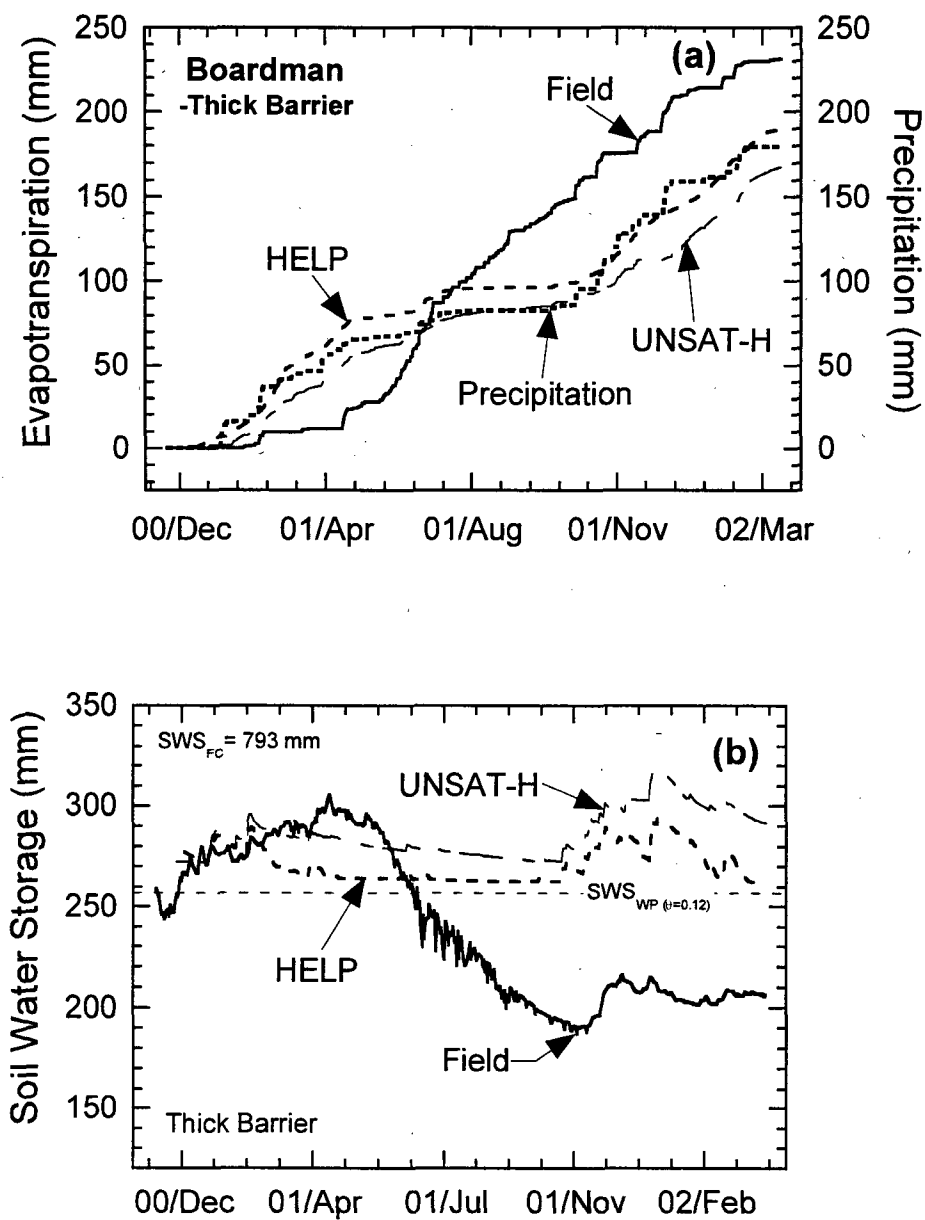 250
200
150
100
50
0
Evapotranspiration (mm)
Boardman
-Thick Barrier
(a)
Field
HELP
UNSAT-H
Precipitation
250
200
150
100
50
0
Precipitation (mm)
00/Dec 01/Apr 01/Aug 01/Nov 02/Mar
350
300
250
200
150
Soil Water Storage (mm)
SWS_FC = 793 mm
(b)
UNSAT-H
SWS_WP (θ=0.12)
HELP
Field
Thick Barrier
00/Dec 01/Apr 01/Jul 01/Nov 02/Feb